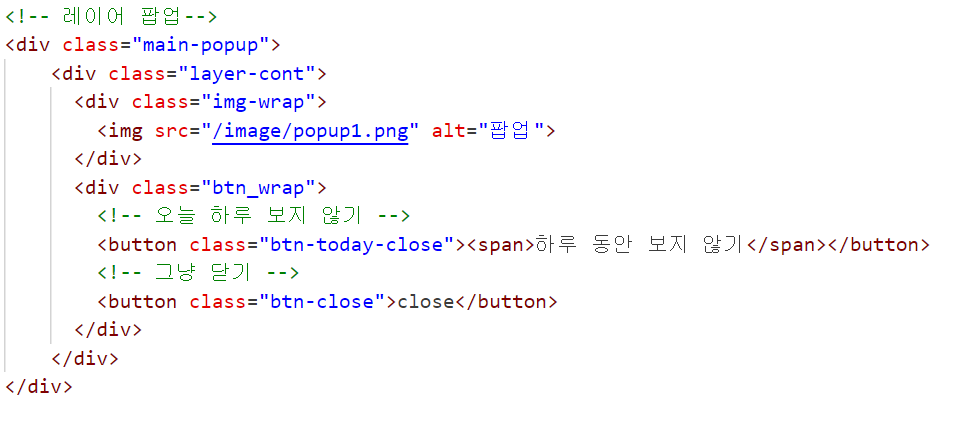 <!-- 레이어 팝업-->
<div class="main-popup">
<div class="layer-cont">
<div class="img-wrap">
<img src="/image/popup1.png" alt="팝업">
</div>
<div class="btn_wrap">
<!-- 오늘 하루 보지 않기 -->
<button class="btn-today-close"><span>하루 동안 보지 않기</span></button>
<!-- 그냥 닫기 -->
<button class="btn-close">close</button>
</div>
</div>
</div>